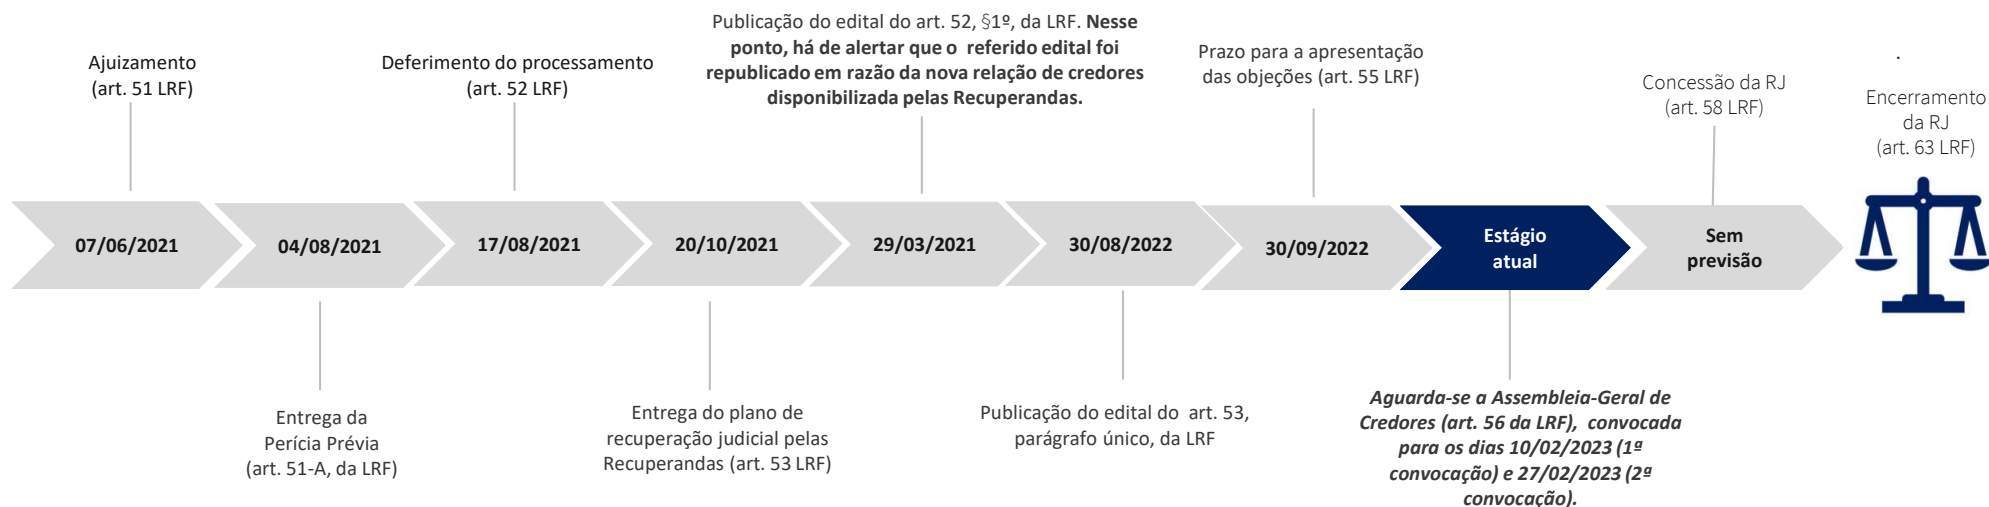 Ajuizamento
(art. 51 LRF)
Deferimento do processamento
(art. 52 LRF)
Publicação do edital do art. 52, §1º, da LRF. Nesse
ponto, há de alertar que o referido edital foi
republicado em razão da nova relação de credores
disponibilizada pelas Recuperandas.
Prazo para a apresentação
das objeções (art. 55 LRF)
.
Concessão da RJ
(art. 58 LRF)
Encerramento
da RJ
(art. 63 LRF)
07/06/2021
04/08/2021
17/08/2021
20/10/2021
29/03/2021
30/08/2022
30/09/2022
Estágio
atual
Sem
previsão
Entrega da
Perícia Prévia
(art. 51-A, da LRF)
Entrega do plano de
recuperação judicial pelas
Recuperandas (art. 53 LRF)
Publicação do edital do art. 53,
parágrafo único, da LRF
Aguarda-se a Assembleia-Geral de
Credores (art. 56 da LRF), convocada
para os dias 10/02/2023 (1ª
convocação) e 27/02/2023 (2ª
convocação).